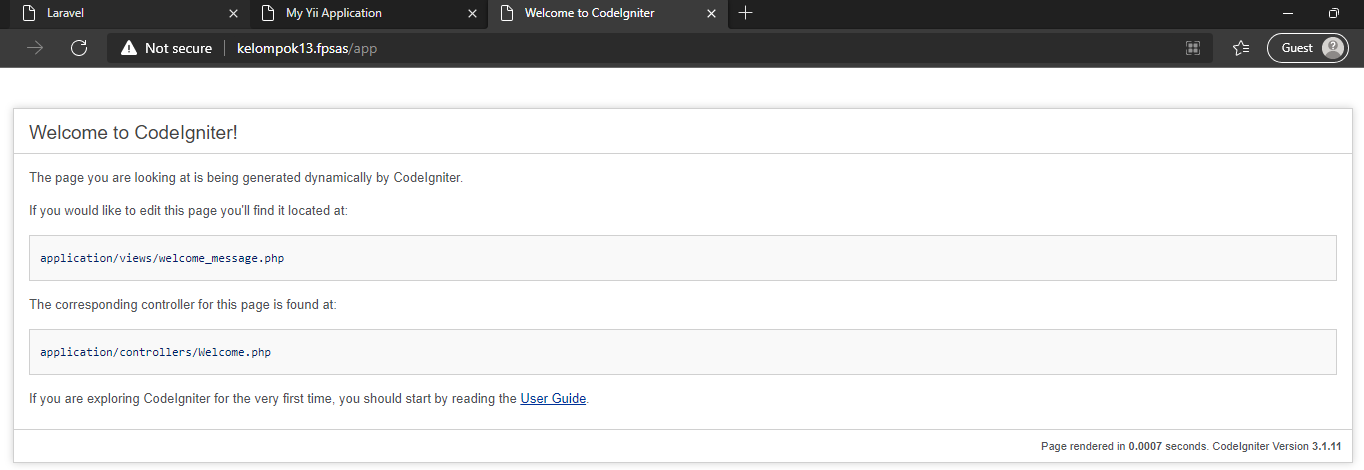 Laravel
My Yii Application
Welcome to CodeIgniter
Not secure
kelompok13.fpsas/app
Guest
Welcome to CodeIgniter!
The page you are looking at is being generated dynamically by CodeIgniter.
If you would like to edit this page you'll find it located at:
application/views/welcome_message.php
The corresponding controller for this page is found at:
application/controllers/Welcome.php
If you are exploring CodeIgniter for the very first time, you should start by reading the User Guide.
Page rendered in 0.0007 seconds. CodeIgniter Version 3.1.11